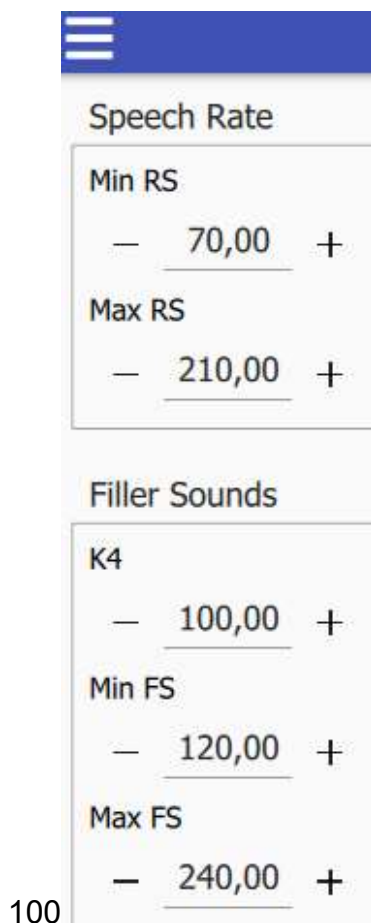 Speech Rate
Min RS
− 70,00 +
Max RS
− 210,00 +
Filler Sounds
K4
− 100,00 +
Min FS
− 120,00 +
Max FS
− 240,00 +
100